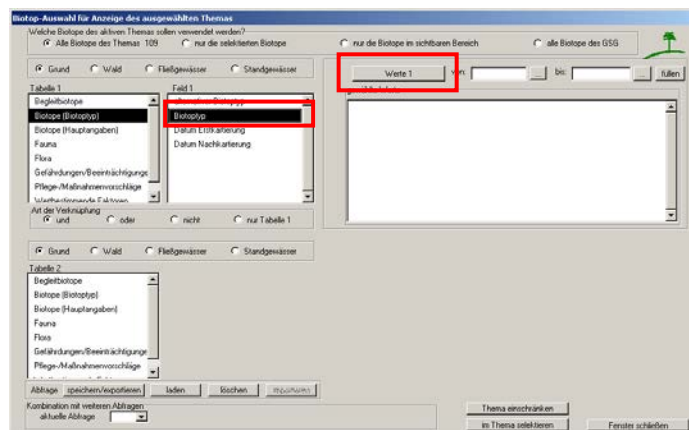 Biotop-Auswahl für Anzeige des ausgewählten Themas
Welche Biotope des aktiven Themas sollen verwendet werden?
Alle Biotope des Themas 109 nur die selektierten Biotope nur die Biotope im sichtbaren Bereich alle Biotope des GSG
Grund Wald Fließgewässer Standgewässer
Werte 1 von: ... bis: ... füllen
Tabelle 1 Feld 1
Begleitbiotope
Biotope (Biotoptyp) Biotoptyp
Biotope (Hauptangaben) Datum Erstkartierung
Fauna Datum Nachkartierung
Flora
Gefährdungen/Beeinträchtigunge
Pflege-/Maßnahmenvorschläge
Wertbestimmende Faktoren
Art der Verknüpfung
und oder nicht nur Tabelle 1
Grund Wald Fließgewässer Standgewässer
Tabelle 2
Begleitbiotope
Biotope (Biotoptyp)
Biotope (Hauptangaben)
Fauna
Flora
Gefährdungen/Beeinträchtigunge
Pflege-/Maßnahmenvorschläge
Abfrage speichern/exportieren laden löschen importieren
Kombination mit weiteren Abfragen
aktuelle Abfrage
Thema einschränken
im Thema selektieren Fenster schließen